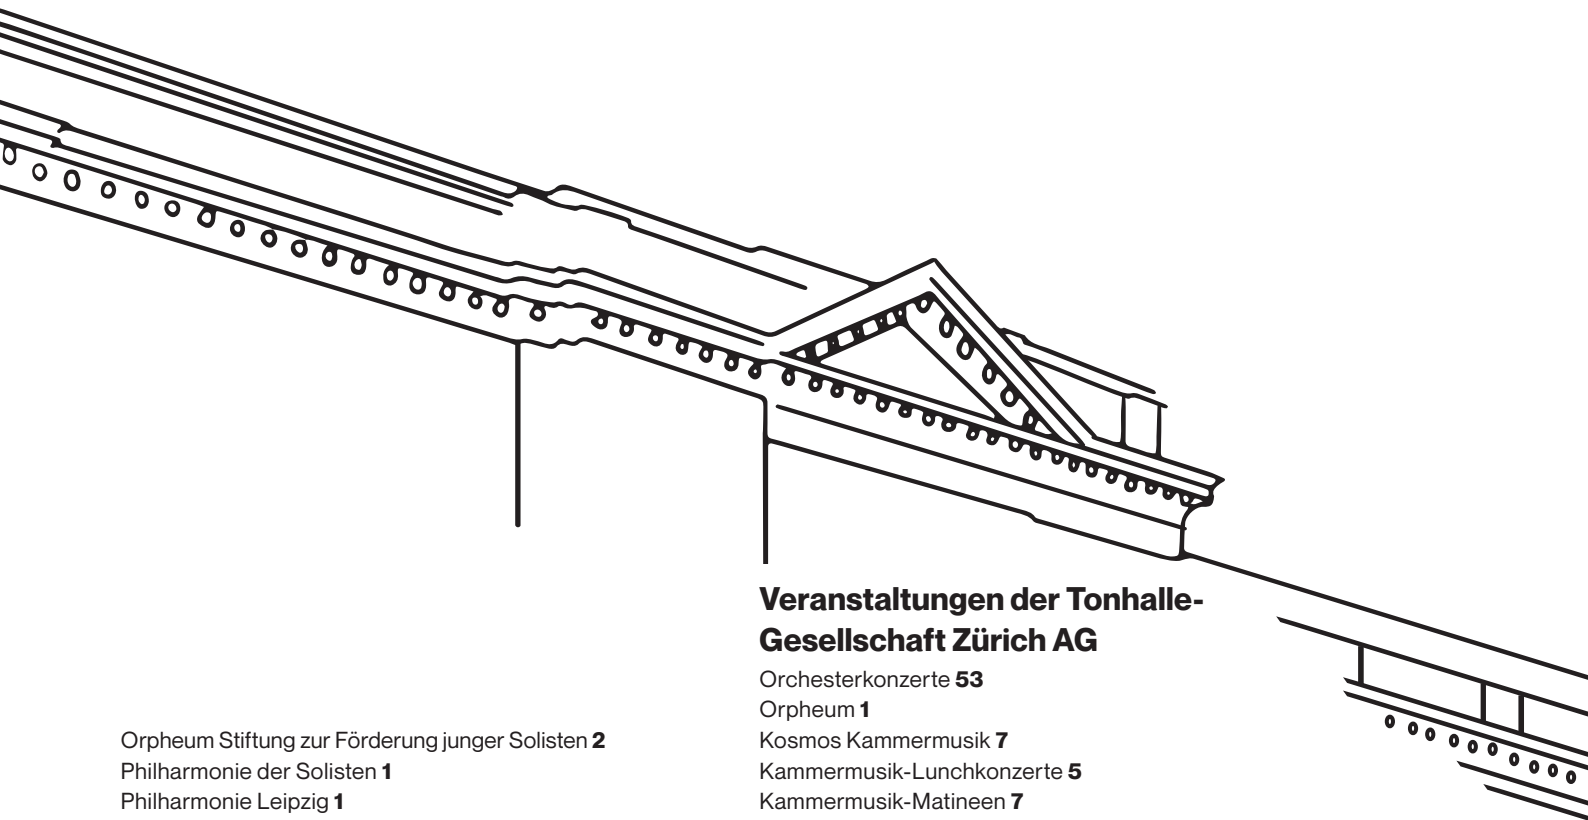 Orpheum Stiftung zur Förderung junger Solisten 2
Philharmonie der Solisten 1
Philharmonie Leipzig 1
Veranstaltungen der Tonhalle-
Gesellschaft Zürich AG
Orchesterkonzerte 53
Orpheum 1
Kosmos Kammermusik 7
Kammermusik-Lunchkonzerte 5
Kammermusik-Matineen 7